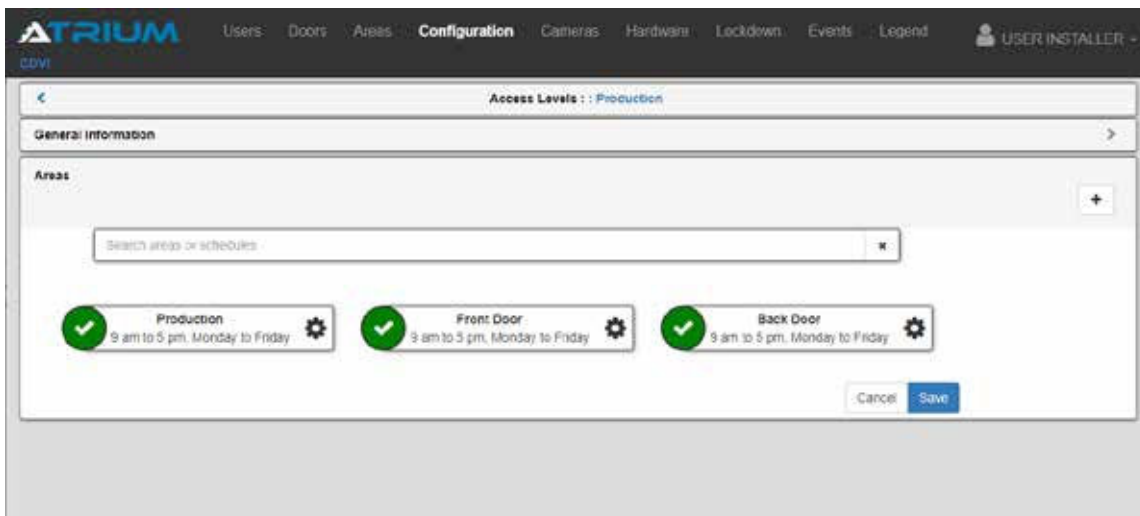 ATRIUM
Users Doors Areas Configuration Cameras Hardware Lockdown Events Legend USER INSTALLER
CDVI
Access Levels : : Production
General Information
Areas
+
Search areas or schedules
Production
9 am to 5 pm, Monday to Friday
Front Door
9 am to 5 pm, Monday to Friday
Back Door
9 am to 5 pm, Monday to Friday
Cancel Save